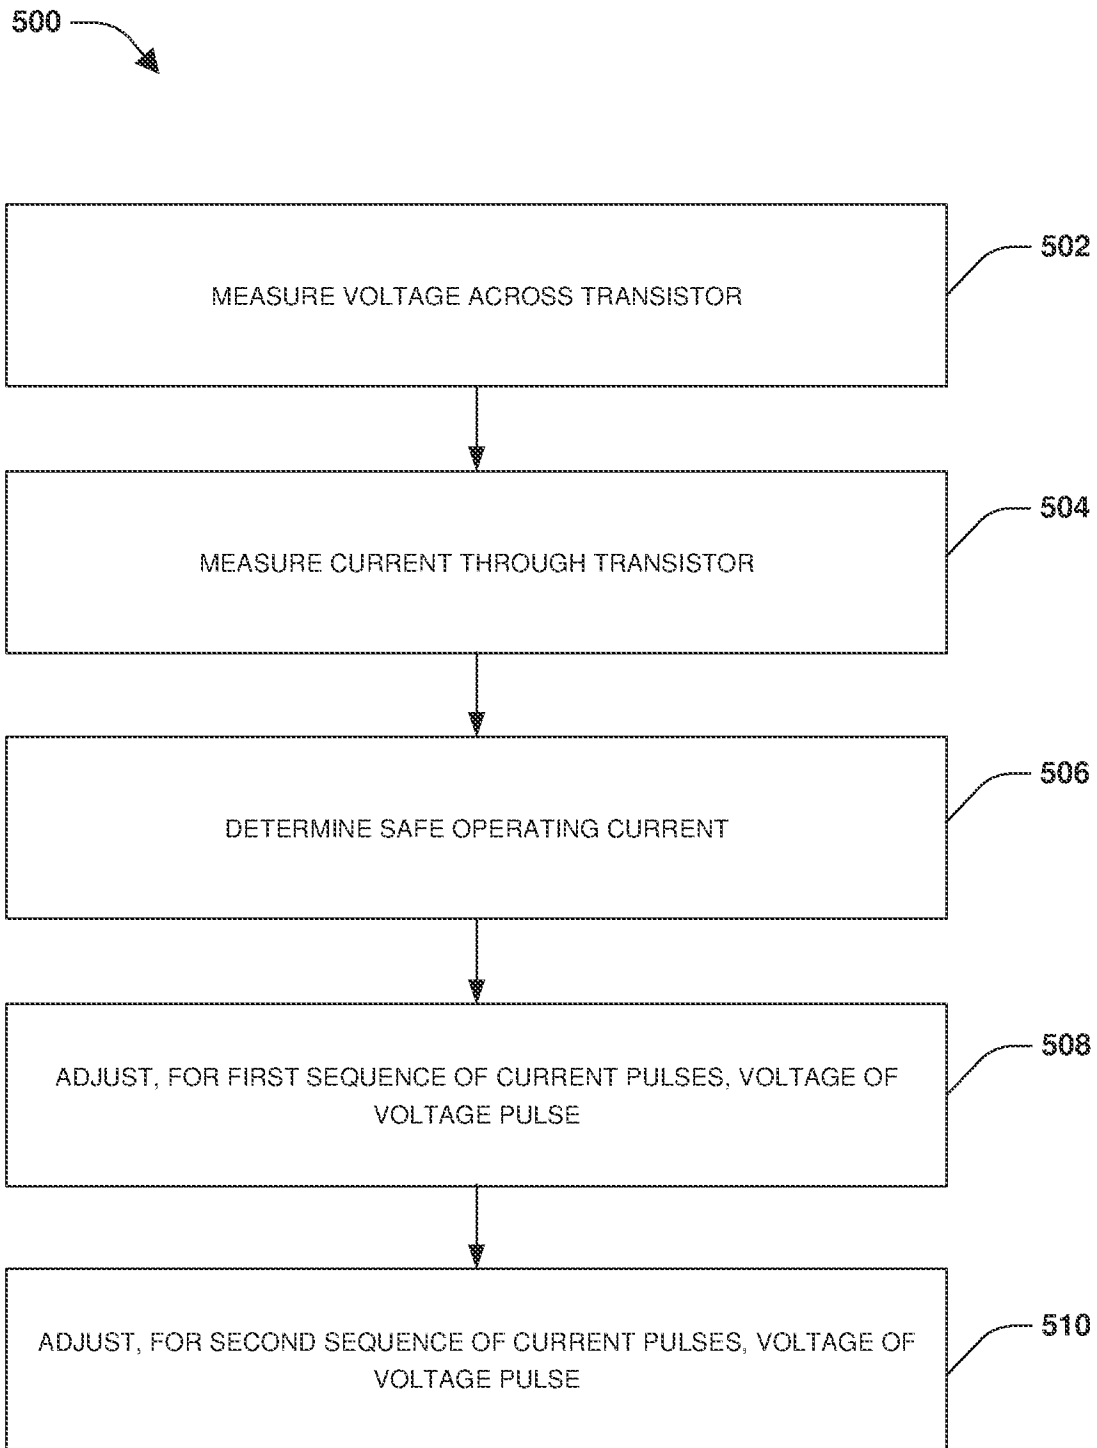 500
502
MEASURE VOLTAGE ACROSS TRANSISTOR
504
MEASURE CURRENT THROUGH TRANSISTOR
506
DETERMINE SAFE OPERATING CURRENT
508
ADJUST, FOR FIRST SEQUENCE OF CURRENT PULSES, VOLTAGE OF
VOLTAGE PULSE
510
ADJUST, FOR SECOND SEQUENCE OF CURRENT PULSES, VOLTAGE OF
VOLTAGE PULSE